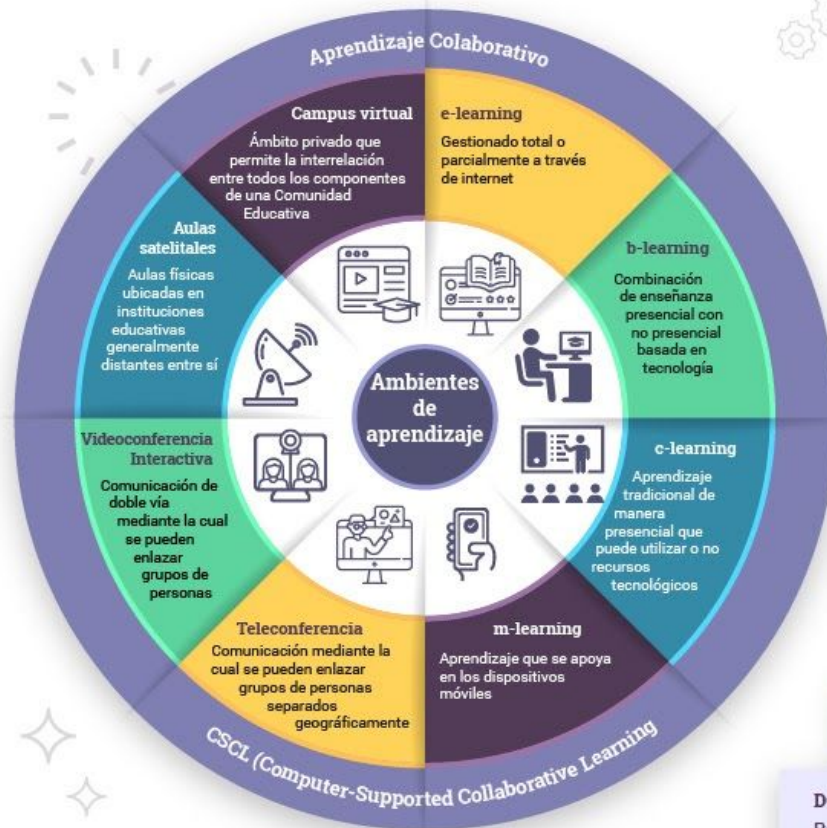 Aprendizaje Colaborativo
Campus virtual
Ámbito privado que
permite la interrelación
entre todos los componentes
de una Comunidad
Educativa
e-learning
Gestionado total o
parcialmente a través
de internet
b-learning
Combinación
de enseñanza
presencial con
no presencial
basada en
tecnología
c-learning
Aprendizaje
tradicional de
manera
presencial que
puede utilizar o no
recursos
tecnológicos
m-learning
Aprendizaje que se apoya
en los dispositivos
móviles
Teleconferencia
Comunicación mediante la
cual se pueden enlazar
grupos de personas
separados
geográficamente
Videoconferencia
Interactiva
Comunicación de
doble vía
mediante la cual
se pueden
enlazar
grupos de
personas
Aulas
satelitales
Aulas físicas
ubicadas en
instituciones
educativas
generalmente
distantes entre sí
Ambientes
de
aprendizaje
CSCL (Computer-Supported Collaborative Learning
D